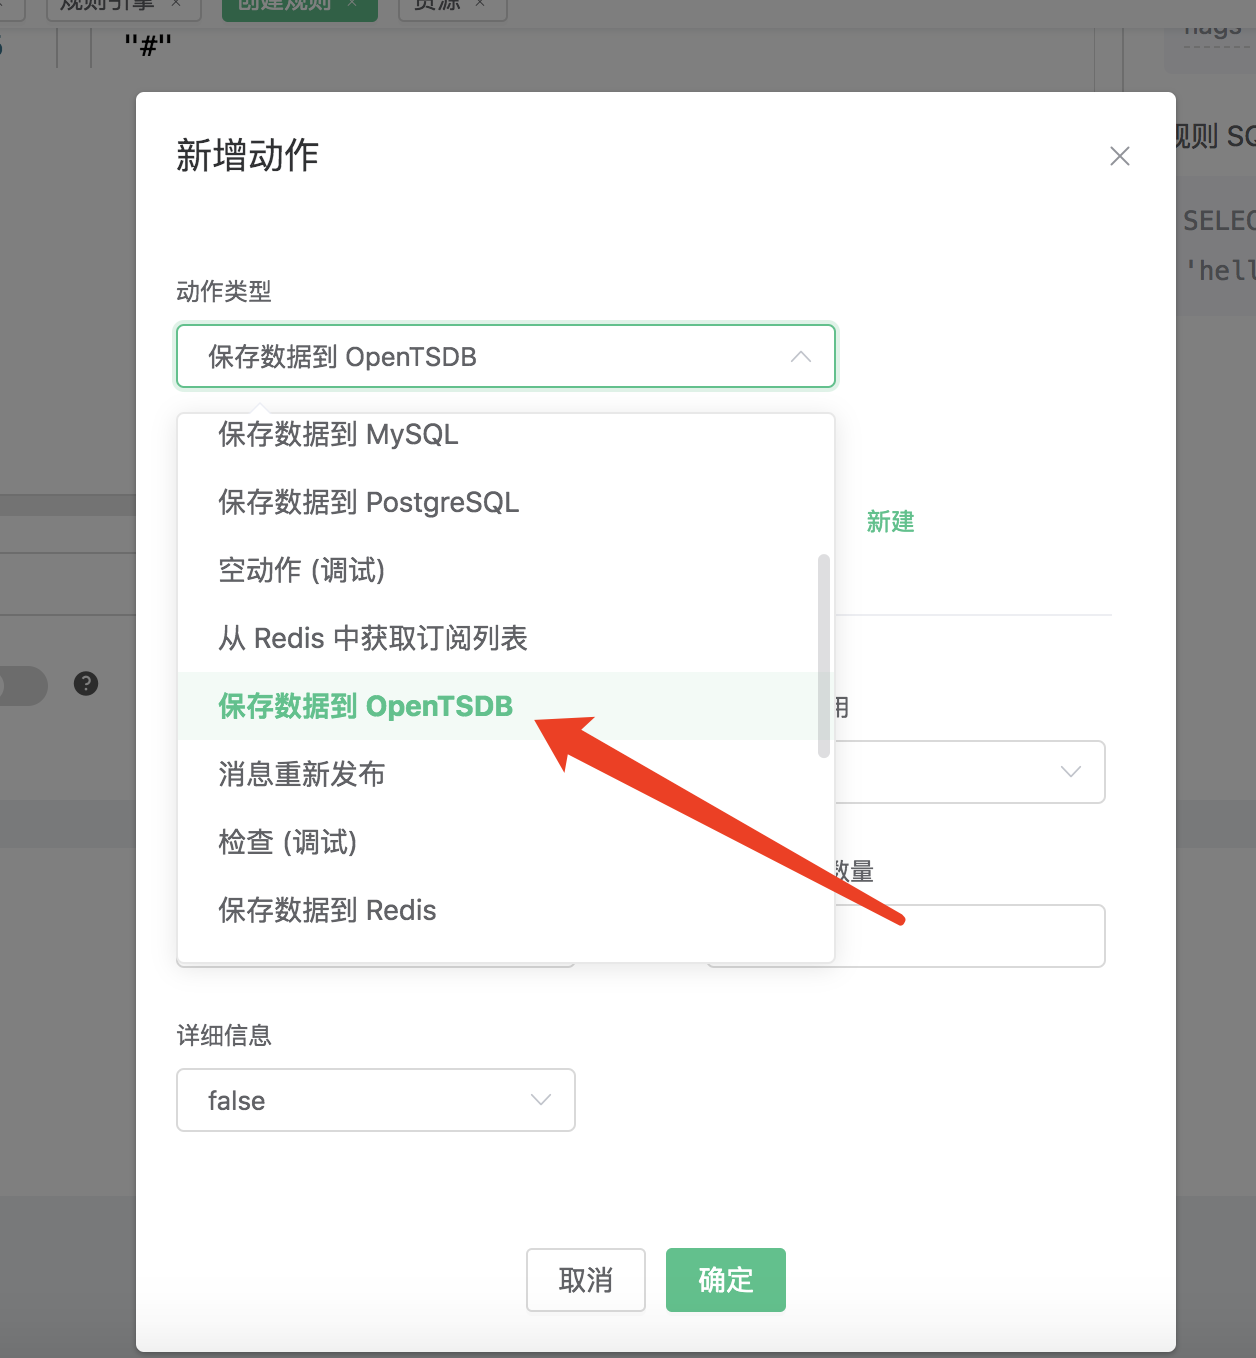 规则引擎 ×
创建规则 ×
资源 ×
"#"
规则 SQ
SELEC
'hell
新增动作
动作类型
保存数据到 OpenTSDB
保存数据到 MySQL
保存数据到 PostgreSQL
新建
空动作 (调试)
从 Redis 中获取订阅列表
保存数据到 OpenTSDB
用
消息重新发布
检查 (调试)
数量
保存数据到 Redis
详细信息
false
取消
确定
?